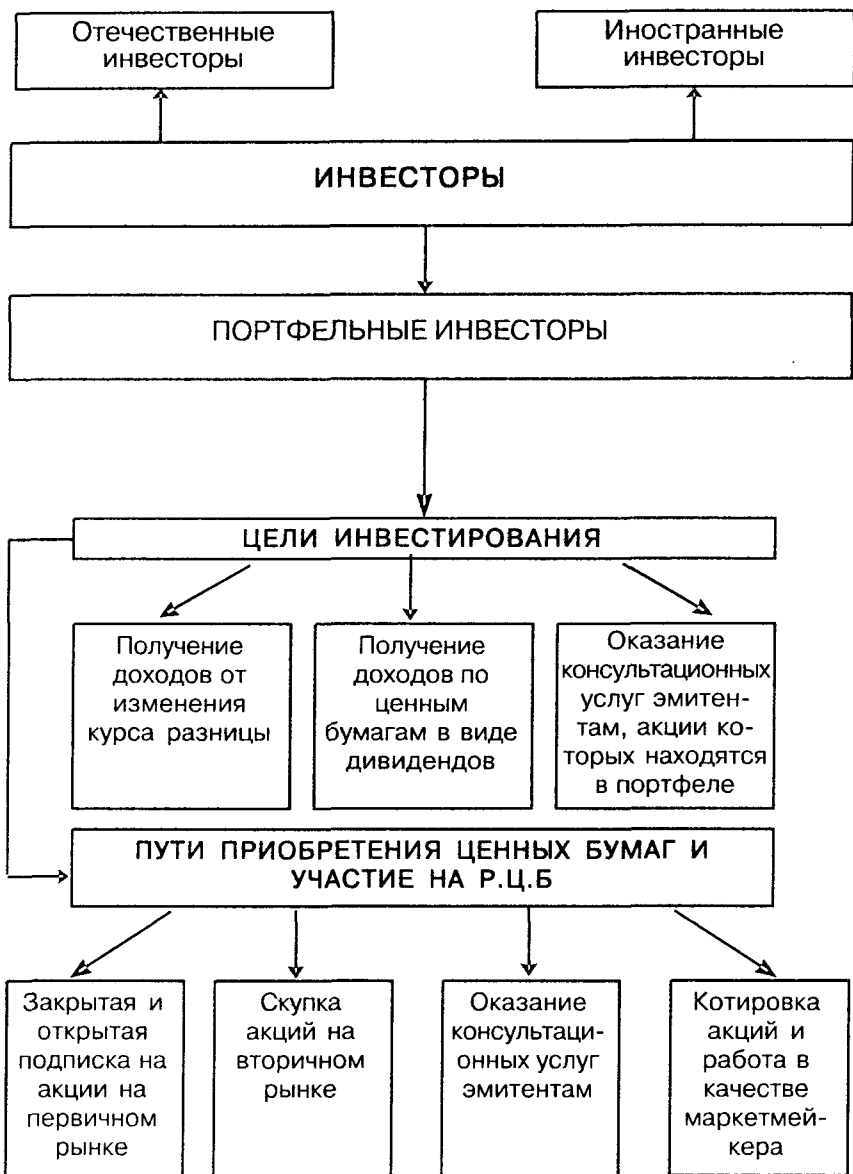 Отечественные
инвесторы
Иностранные
инвесторы
ИНВЕСТОРЫ
ПОРТФЕЛЬНЫЕ ИНВЕСТОРЫ
ЦЕЛИ ИНВЕСТИРОВАНИЯ
Получение
доходов от
изменения
курса разницы
Получение
доходов по
ценным
бумагам в виде
дивидендов
Оказание
консультационных
услуг эмитен-
там, акции ко-
торых находятся
в портфеле
ПУТИ ПРИОБРЕТЕНИЯ ЦЕННЫХ БУМАГ И
УЧАСТИЕ НА Р.Ц.Б
Закрытая и
открытая
подписка на
акции на
первичном
рынке
Скупка
акций на
вторичном
рынке
Оказание
консультаци-
онных услуг
эмитентам
Котировка
акций и
работа в
качестве
маркетмей-
кера